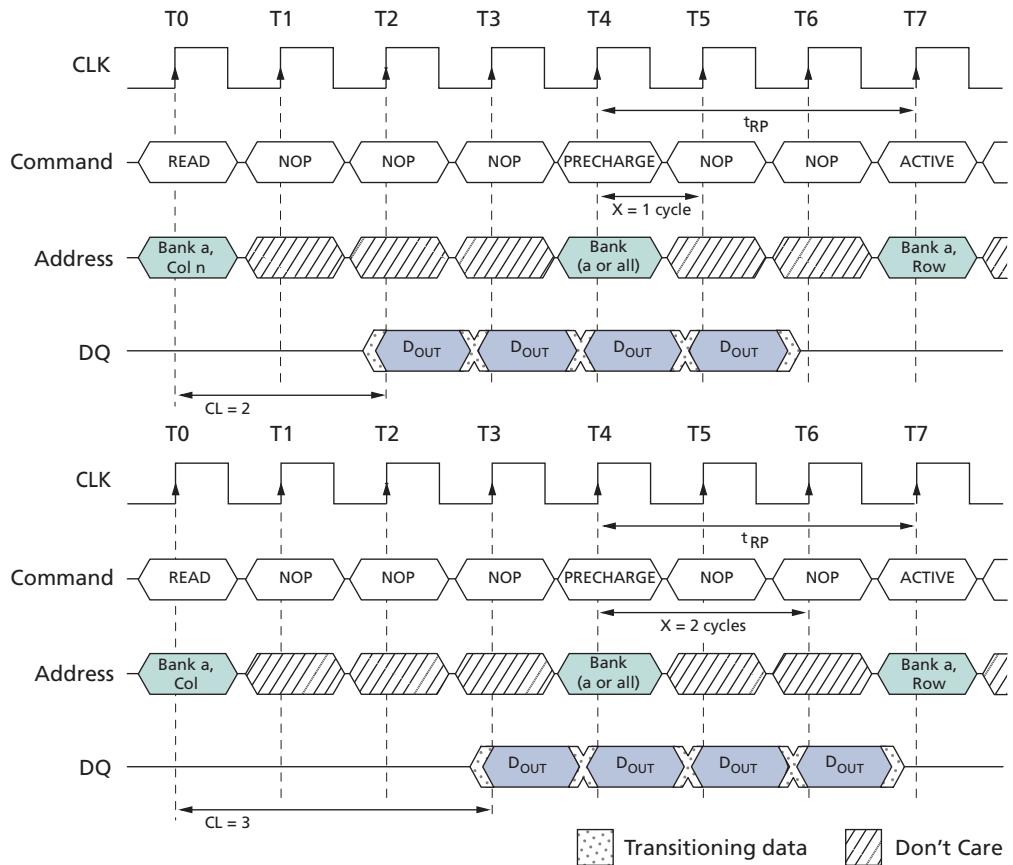 T0 T1 T2 T3 T4 T5 T6 T7
CLK
tRP
Command READ NOP NOP NOP PRECHARGE NOP NOP ACTIVE
X = 1 cycle
Address Bank a, Col n Bank (a or all) Bank a, Row
DQ DOUT DOUT DOUT DOUT
CL = 2
T0 T1 T2 T3 T4 T5 T6 T7
CLK
tRP
Command READ NOP NOP NOP PRECHARGE NOP NOP ACTIVE
X = 2 cycles
Address Bank a, Col Bank (a or all) Bank a, Row
DQ DOUT DOUT DOUT DOUT
CL = 3
Transitioning data Don't Care